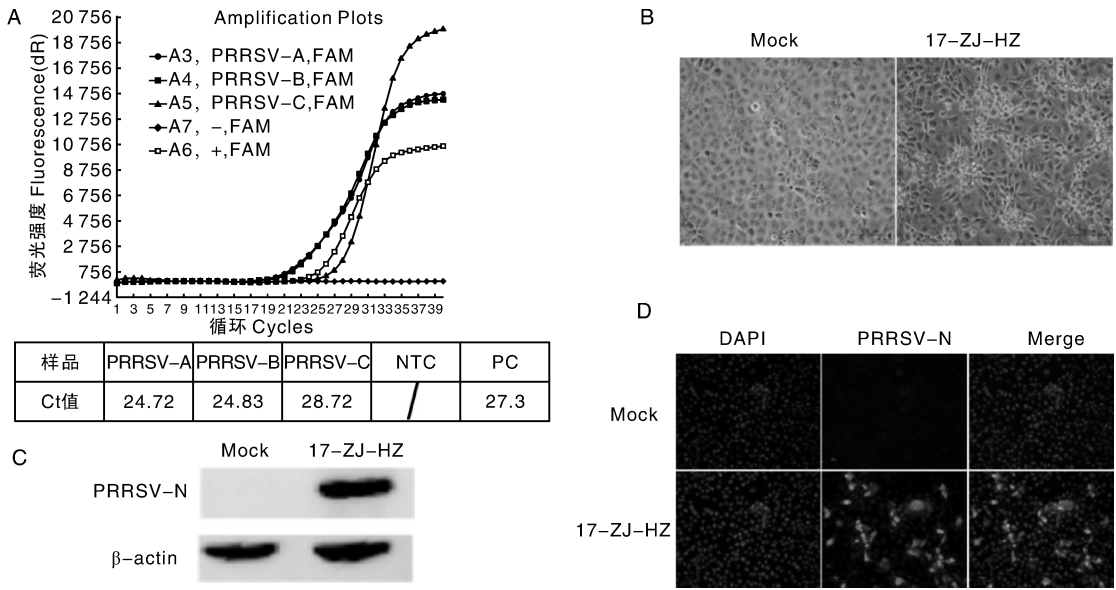 A
Amplification Plots
荧光强度 Fluorescence(dR)
20 756
18 756
16 756
14 756
12 756
10 756
8 756
6 756
4 756
2 756
756
−1 244
A3, PRRSV−A,FAM
A4, PRRSV−B,FAM
A5, PRRSV−C,FAM
A7, −,FAM
A6, +,FAM
1 3 5 7 9 11 13 15 17 19 21 23 25 27 29 31 33 35 37 39
循环 Cycles
样品 PRRSV−A PRRSV−B PRRSV−C NTC PC
Ct值 24.72 24.83 28.72 / 27.3
B
Mock 17−ZJ−HZ
C
Mock 17−ZJ−HZ
PRRSV−N
β−actin
D
DAPI PRRSV−N Merge
Mock
17−ZJ−HZ